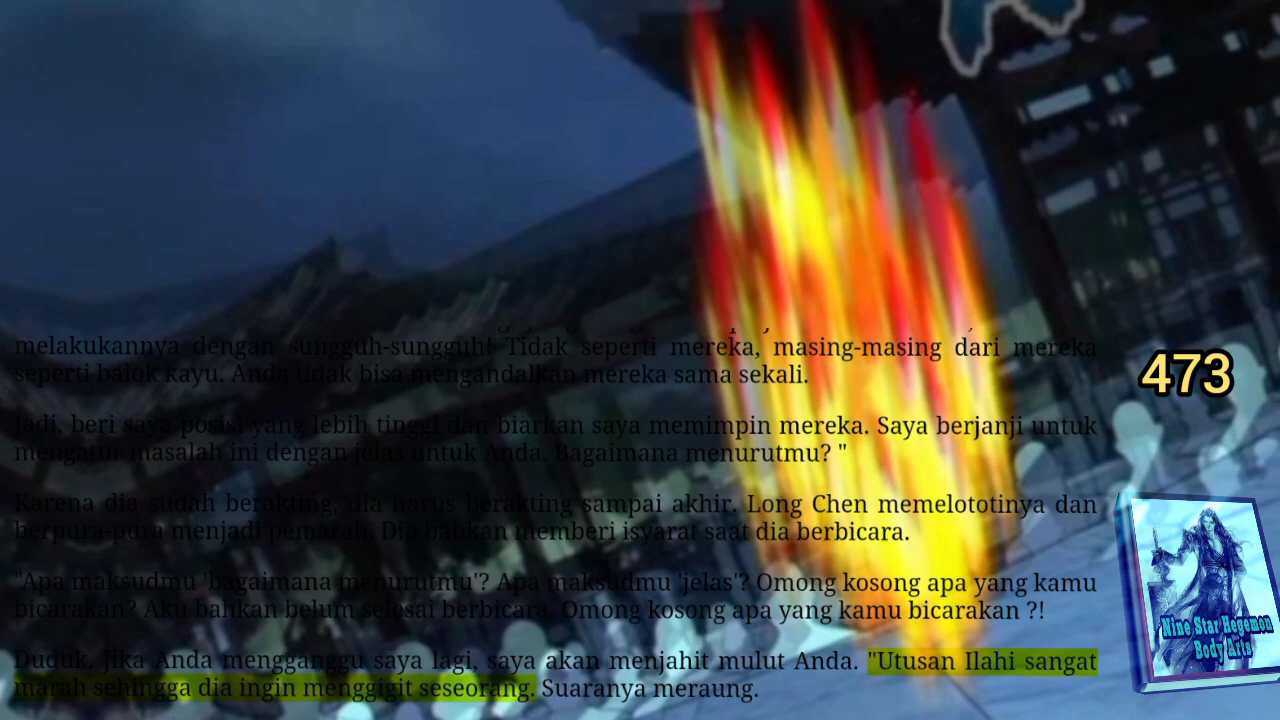 melakukannya dengan sungguh-sungguh! Tidak seperti mereka, masing-masing dari mereka
seperti balok kayu. Anda tidak bisa mengandalkan mereka sama sekali.
Jadi, beri saya posisi yang lebih tinggi dan biarkan saya memimpin mereka. Saya berjanji untuk
mengatur masalah ini dengan jelas untuk Anda. Bagaimana menurutmu? "
Karena dia sudah berakting, dia harus berakting sampai akhir. Long Chen memelototinya dan
berpura-pura menjadi pemarah. Dia bahkan memberi isyarat saat dia berbicara.
"Apa maksudmu 'bagaimana menurutmu'? Apa maksudmu 'jelas'? Omong kosong apa yang kamu
bicarakan? Aku bahkan belum selesai berbicara. Omong kosong apa yang kamu bicarakan ?!
Duduk. Jika Anda mengganggu saya lagi, saya akan menjahit mulut Anda. "Utusan Ilahi sangat
marah sehingga dia ingin menggigit seseorang. Suaranya meraung.
473
Nine Star Hegemon
Body Arts